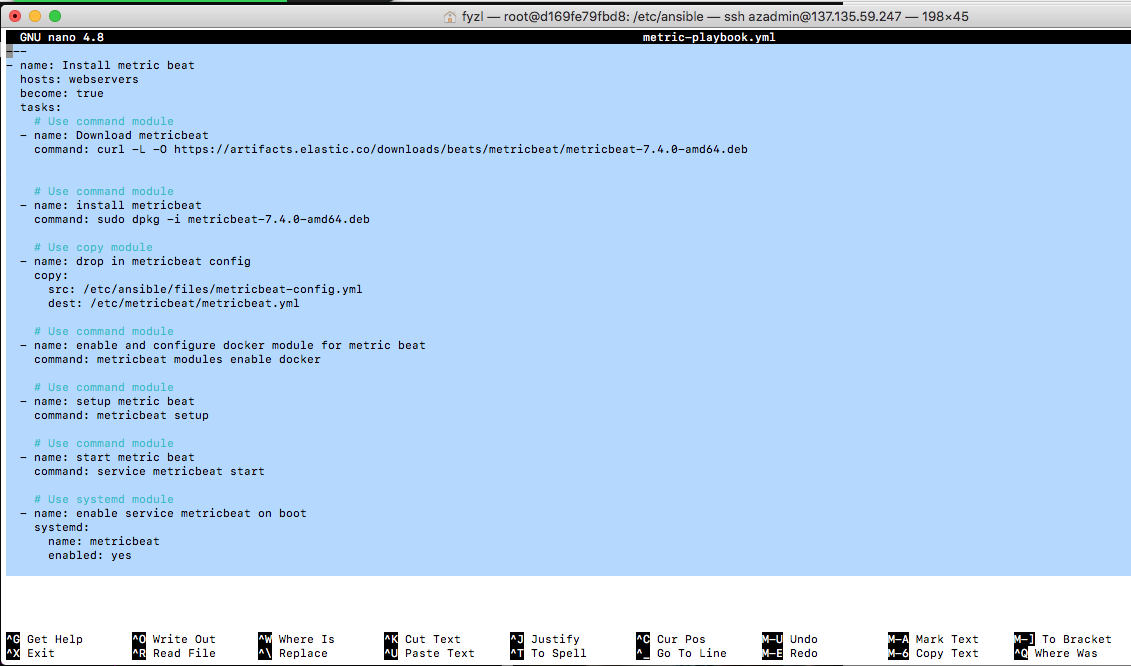 fyzl — root@d169fe79fbd8: /etc/ansible — ssh azadmin@137.135.59.247 — 198×45
GNU nano 4.8 metric-playbook.yml
---
- name: Install metric beat
  hosts: webservers
  become: true
  tasks:
    # Use command module
  - name: Download metricbeat
    command: curl -L -O https://artifacts.elastic.co/downloads/beats/metricbeat/metricbeat-7.4.0-amd64.deb
    # Use command module
  - name: install metricbeat
    command: sudo dpkg -i metricbeat-7.4.0-amd64.deb
    # Use copy module
  - name: drop in metricbeat config
    copy:
      src: /etc/ansible/files/metricbeat-config.yml
      dest: /etc/metricbeat/metricbeat.yml
    # Use command module
  - name: enable and configure docker module for metric beat
    command: metricbeat modules enable docker
    # Use command module
  - name: setup metric beat
    command: metricbeat setup
    # Use command module
  - name: start metric beat
    command: service metricbeat start
    # Use systemd module
  - name: enable service metricbeat on boot
    systemd:
      name: metricbeat
      enabled: yes
^G Get Help ^O Write Out ^W Where Is ^K Cut Text ^J Justify ^C Cur Pos M-U Undo M-A Mark Text M-] To Bracket
^X Exit ^R Read File ^\ Replace ^U Paste Text ^T To Spell ^_ Go To Line M-E Redo M-6 Copy Text ^Q Where Was